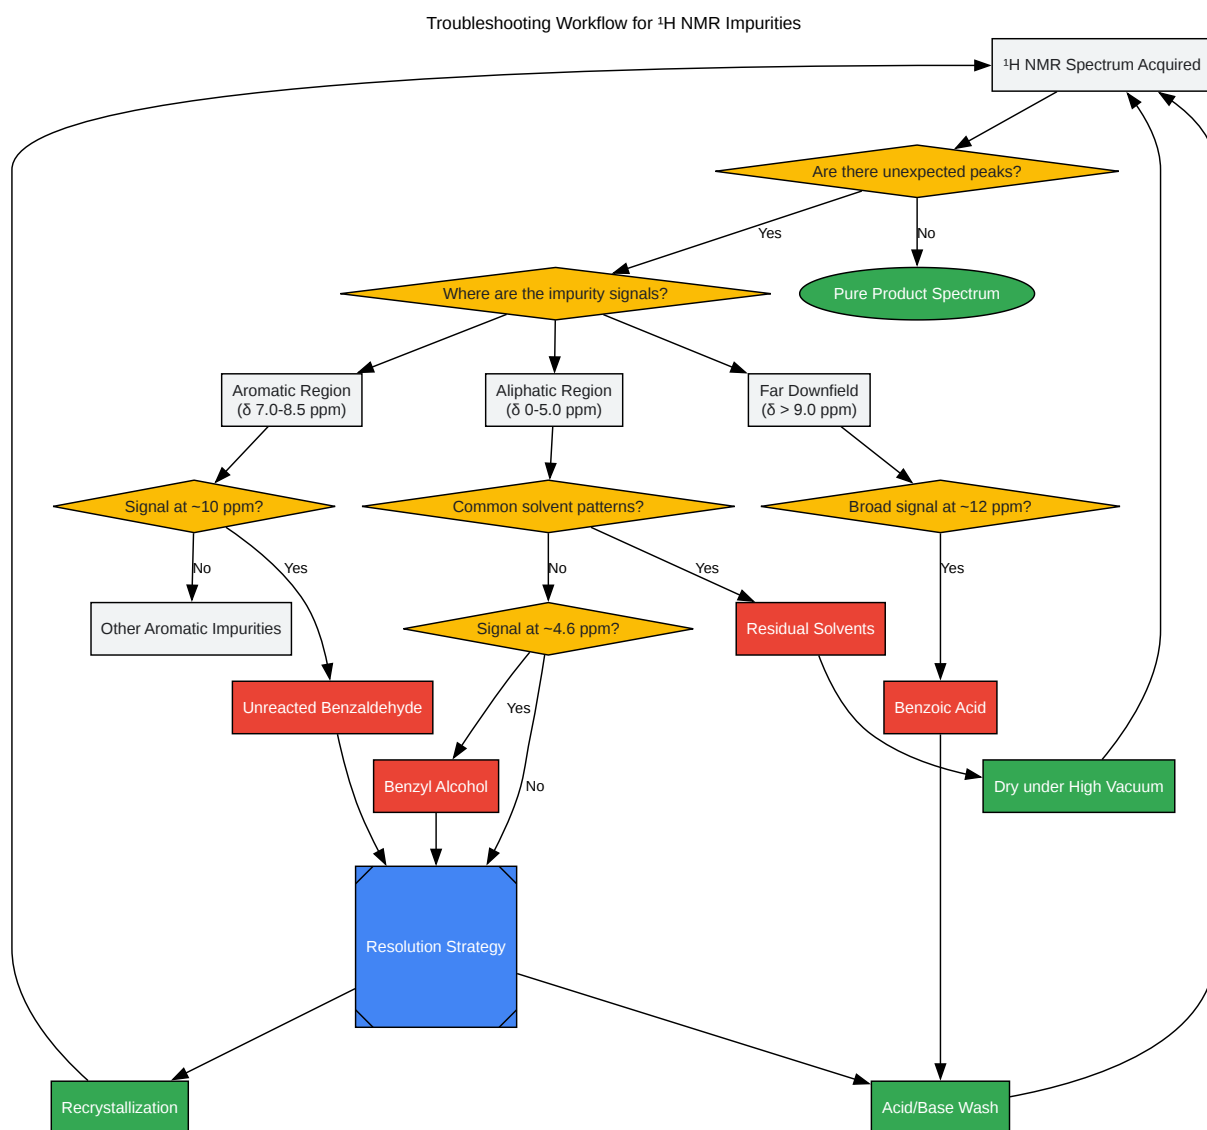 Troubleshooting Workflow for ¹H NMR Impurities
¹H NMR Spectrum Acquired
Are there unexpected peaks?
Yes
No
Where are the impurity signals?
Pure Product Spectrum
Aromatic Region
(δ 7.0-8.5 ppm)
Aliphatic Region
(δ 0-5.0 ppm)
Far Downfield
(δ > 9.0 ppm)
Signal at ~10 ppm?
Common solvent patterns?
Broad signal at ~12 ppm?
No
Yes
No
Yes
Yes
Other Aromatic Impurities
Signal at ~4.6 ppm?
Residual Solvents
Unreacted Benzaldehyde
Yes
Benzoic Acid
Benzyl Alcohol
No
Dry under High Vacuum
Resolution Strategy
Recrystallization
Acid/Base Wash